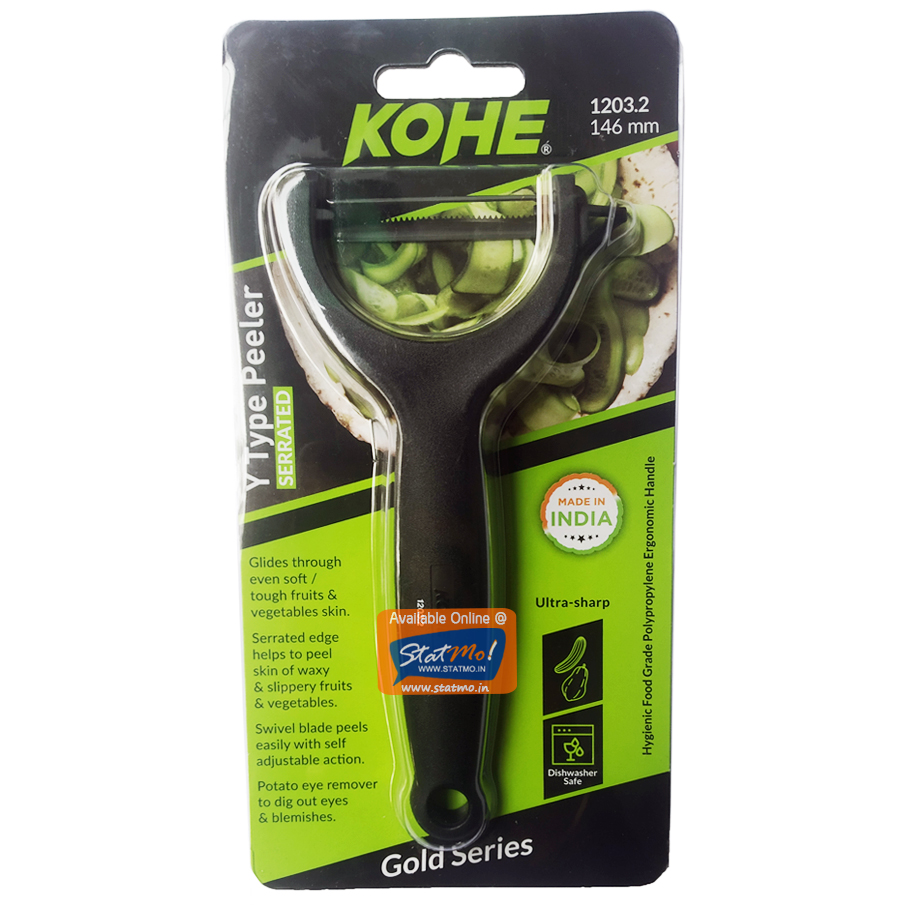 KOHE®
1203.2
146 mm
Y Type Peeler
SERRATED
Glides through
even soft /
tough fruits &
vegetables skin.
Serrated edge
helps to peel
skin of waxy
& slippery fruits
& vegetables.
Swivel blade peels
easily with self
adjustable action.
Potato eye remover
to dig out eyes
& blemishes.
MADE IN
INDIA
Ultra-sharp
Dishwasher
Safe
Hygienic Food Grade Polypropylene Ergonomic Handle
Available Online @
StatMo!
WWW.STATMO.IN
www.statmo.in
Gold Series